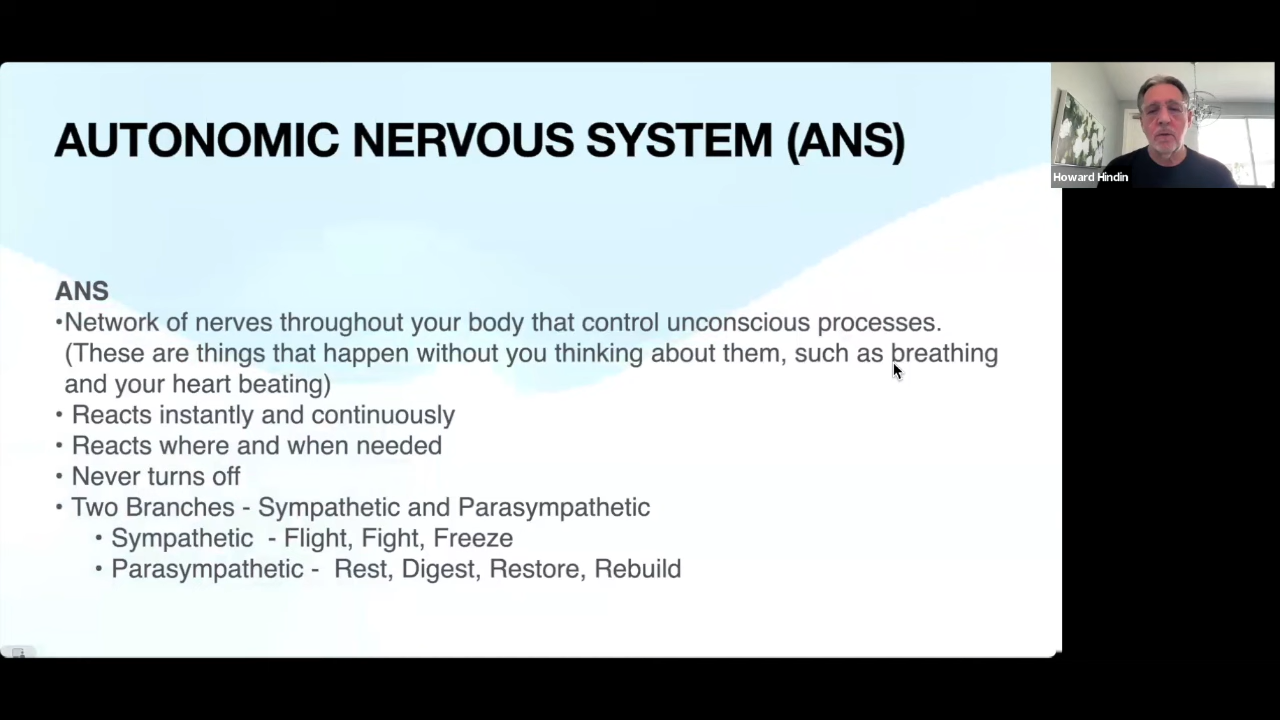 AUTONOMIC NERVOUS SYSTEM (ANS)
Howard Hindin
ANS
•Network of nerves throughout your body that control unconscious processes.
(These are things that happen without you thinking about them, such as breathing
and your heart beating)
• Reacts instantly and continuously
• Reacts where and when needed
• Never turns off
• Two Branches - Sympathetic and Parasympathetic
• Sympathetic - Flight, Fight, Freeze
• Parasympathetic - Rest, Digest, Restore, Rebuild